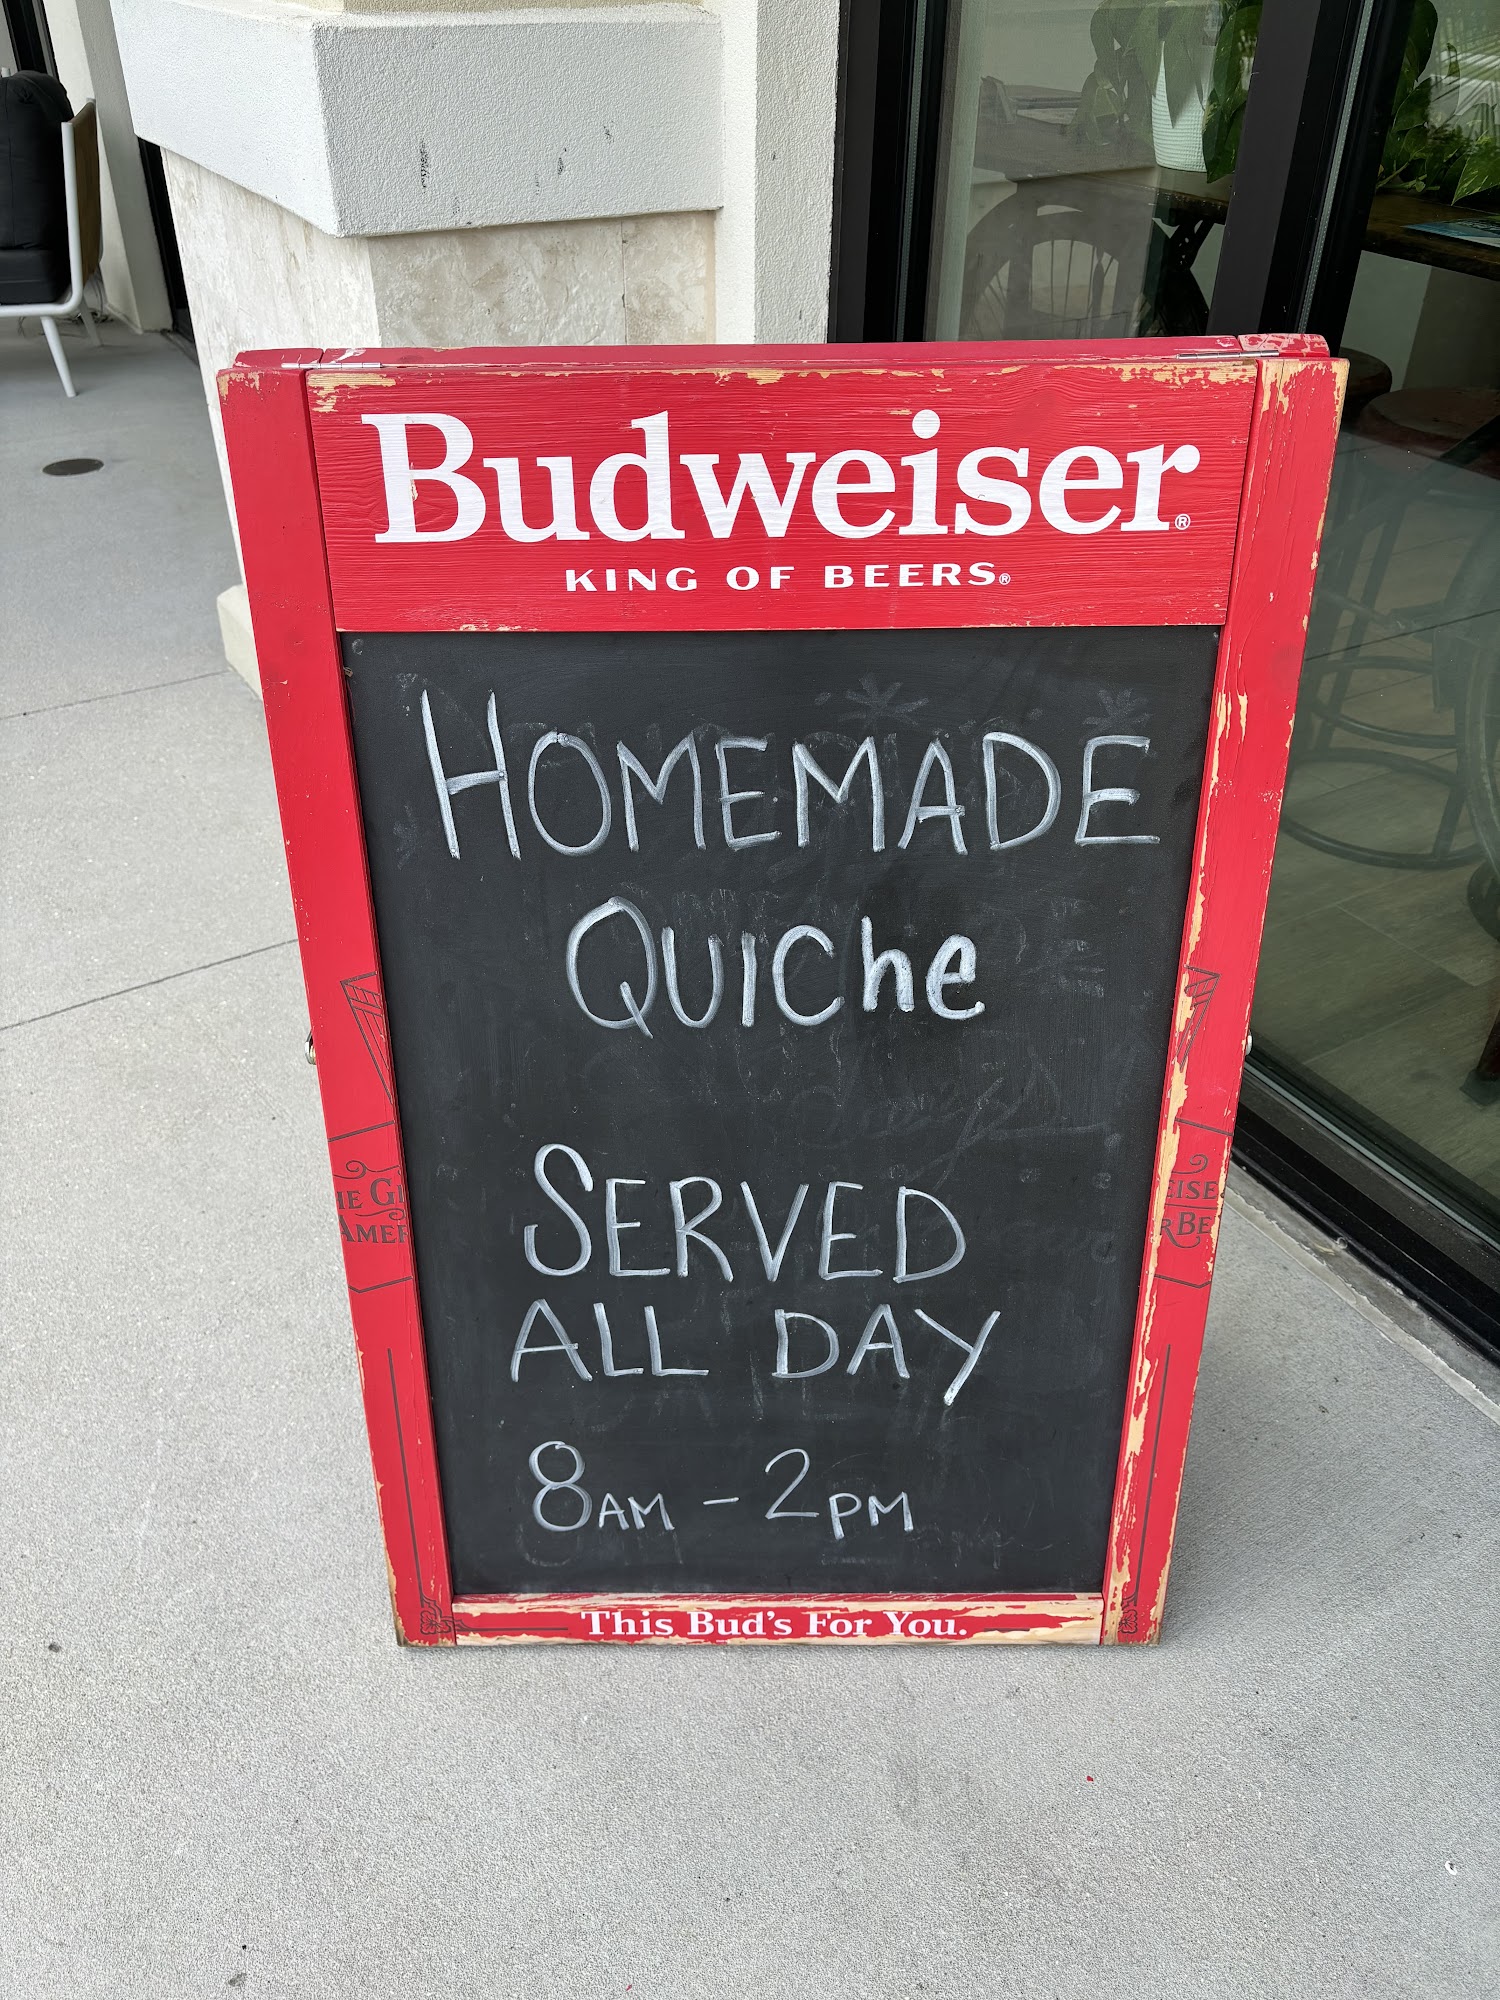 Budweiser®
KING OF BEERS®
HOMEMADE
QUIChe
SERVED
ALL DAY
8AM - 2PM
This Bud's For You.